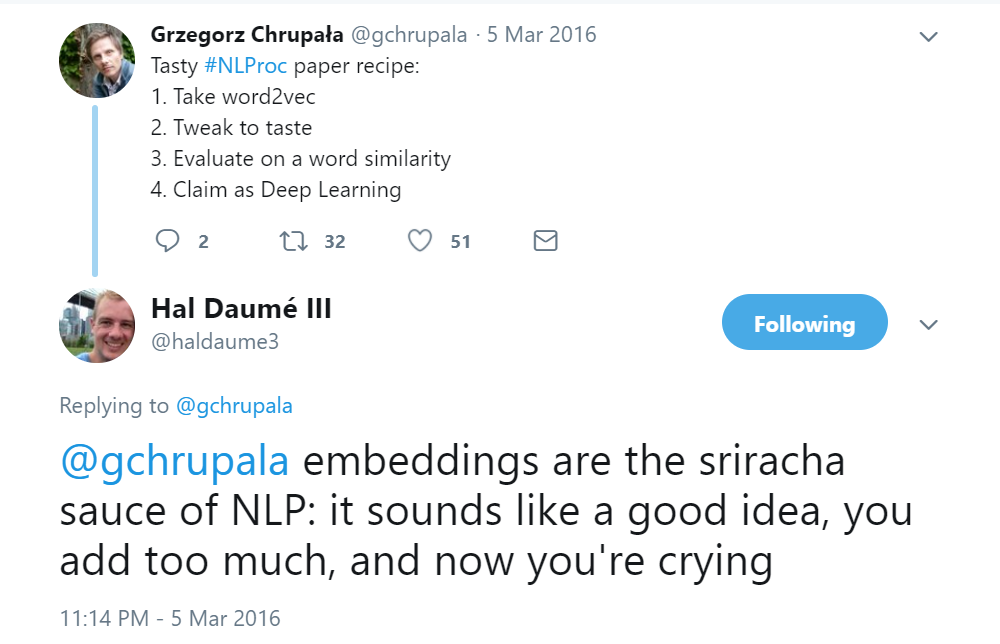 Grzegorz Chrupała @gchrupala · 5 Mar 2016
Tasty #NLProc paper recipe:
1. Take word2vec
2. Tweak to taste
3. Evaluate on a word similarity
4. Claim as Deep Learning
2 32 51
Hal Daumé III
@haldaume3
Following
Replying to @gchrupala
@gchrupala embeddings are the sriracha
sauce of NLP: it sounds like a good idea, you
add too much, and now you're crying
11:14 PM - 5 Mar 2016